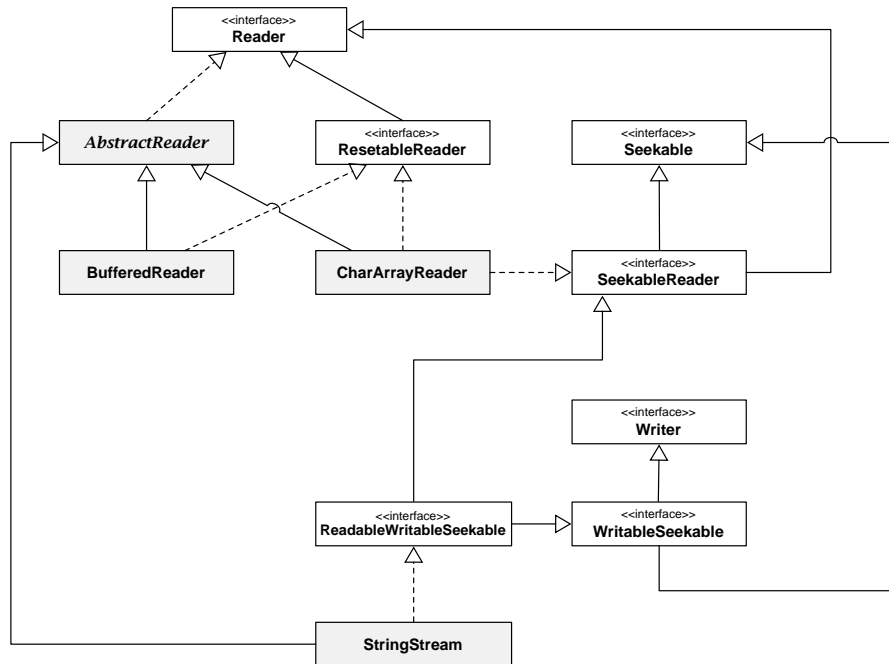 <<interface>>
Reader
AbstractReader
<<interface>>
ResetableReader
<<interface>>
Seekable
BufferedReader
CharArrayReader
<<interface>>
SeekableReader
<<interface>>
Writer
<<interface>>
ReadableWritableSeekable
<<interface>>
WritableSeekable
StringStream